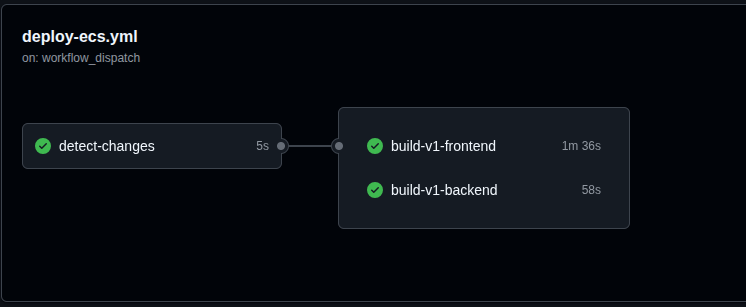 deploy-ecs.yml
on: workflow_dispatch
detect-changes 5s
build-v1-frontend 1m 36s
build-v1-backend 58s